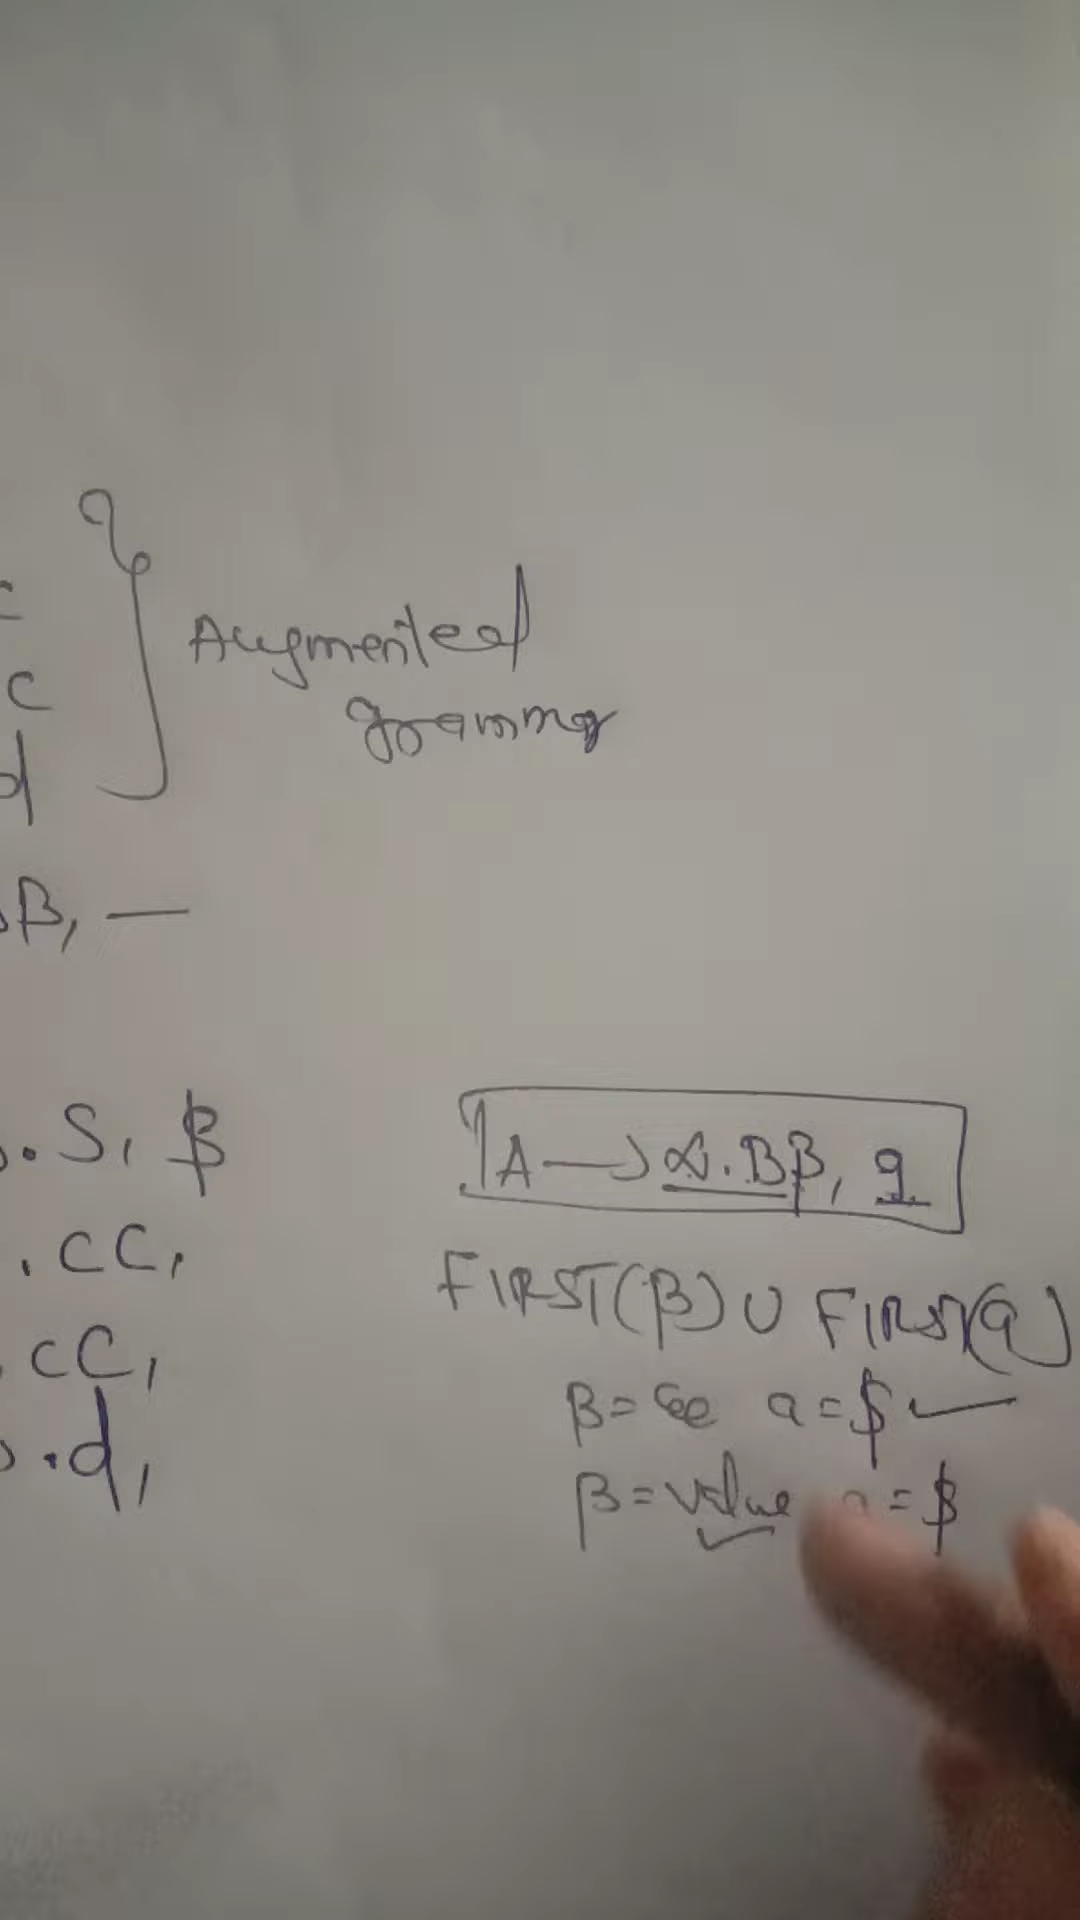 C
d
Augmented
grammar
B, —
. S, $
. CC,
. cC,
. d,
A → α.Bβ, a
FIRST(β) ∪ FIRST(a)
β = a = $ ✓
β = value = $